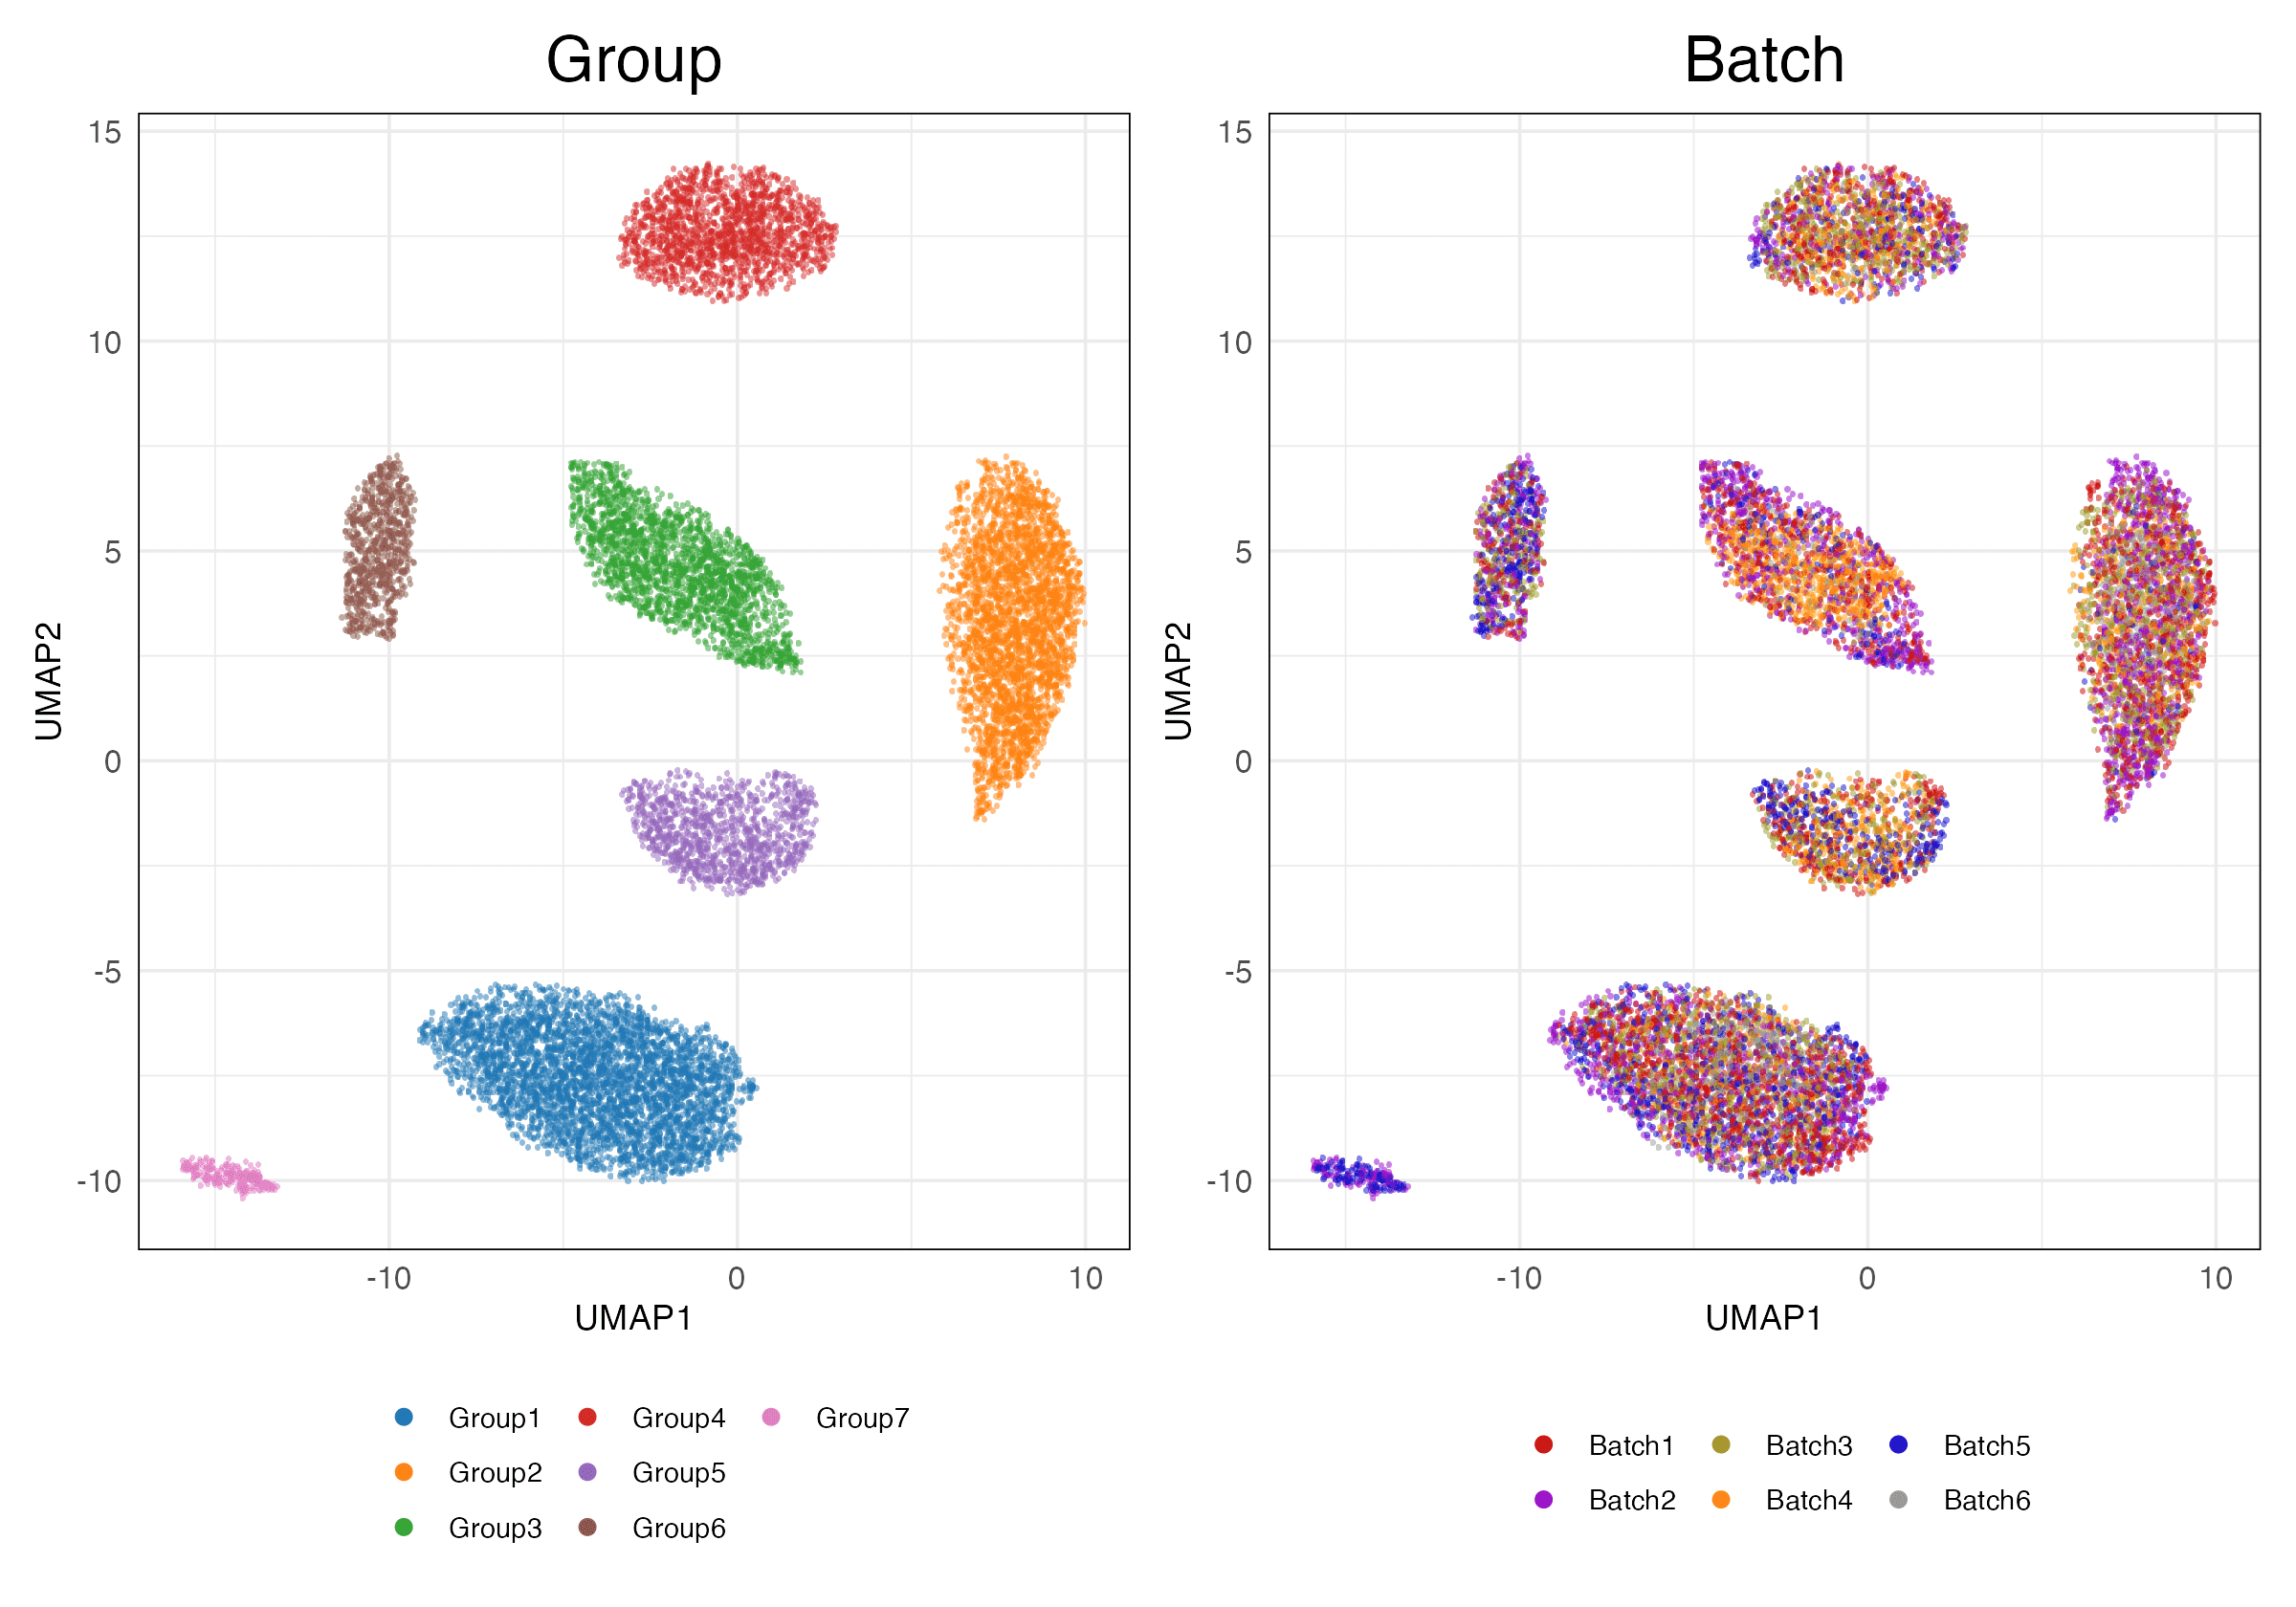 Group
15
10
5
0
-5
-10
UMAP2
-10 0 10
UMAP1
Group1 Group4 Group7
Group2 Group5
Group3 Group6
Batch
15
10
5
0
-5
-10
UMAP2
-10 0 10
UMAP1
Batch1 Batch3 Batch5
Batch2 Batch4 Batch6